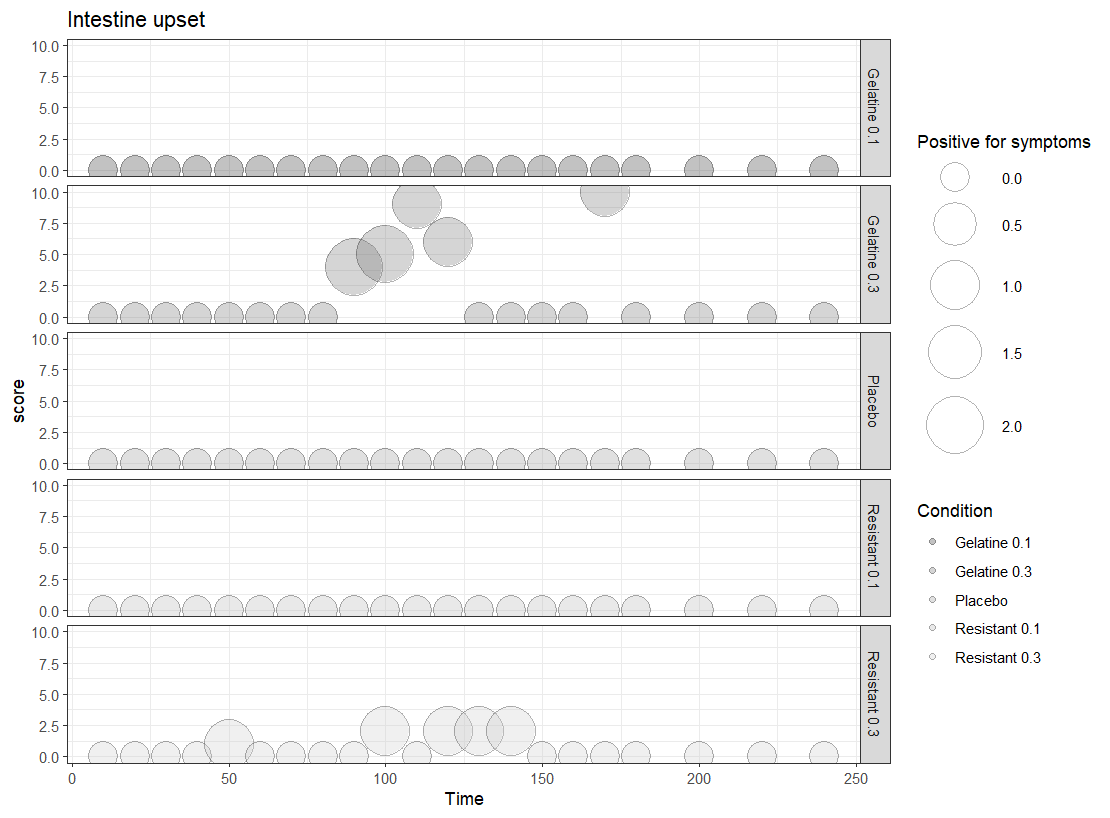 Intestine upset
10.0
7.5
5.0
2.5
0.0
Gelatine 0.1
10.0
7.5
5.0
2.5
0.0
Gelatine 0.3
10.0
7.5
5.0
2.5
0.0
Placebo
10.0
7.5
5.0
2.5
0.0
Resistant 0.1
10.0
7.5
5.0
2.5
0.0
Resistant 0.3
score
0 50 100 150 200 250
Time
Positive for symptoms
0.0
0.5
1.0
1.5
2.0
Condition
Gelatine 0.1
Gelatine 0.3
Placebo
Resistant 0.1
Resistant 0.3